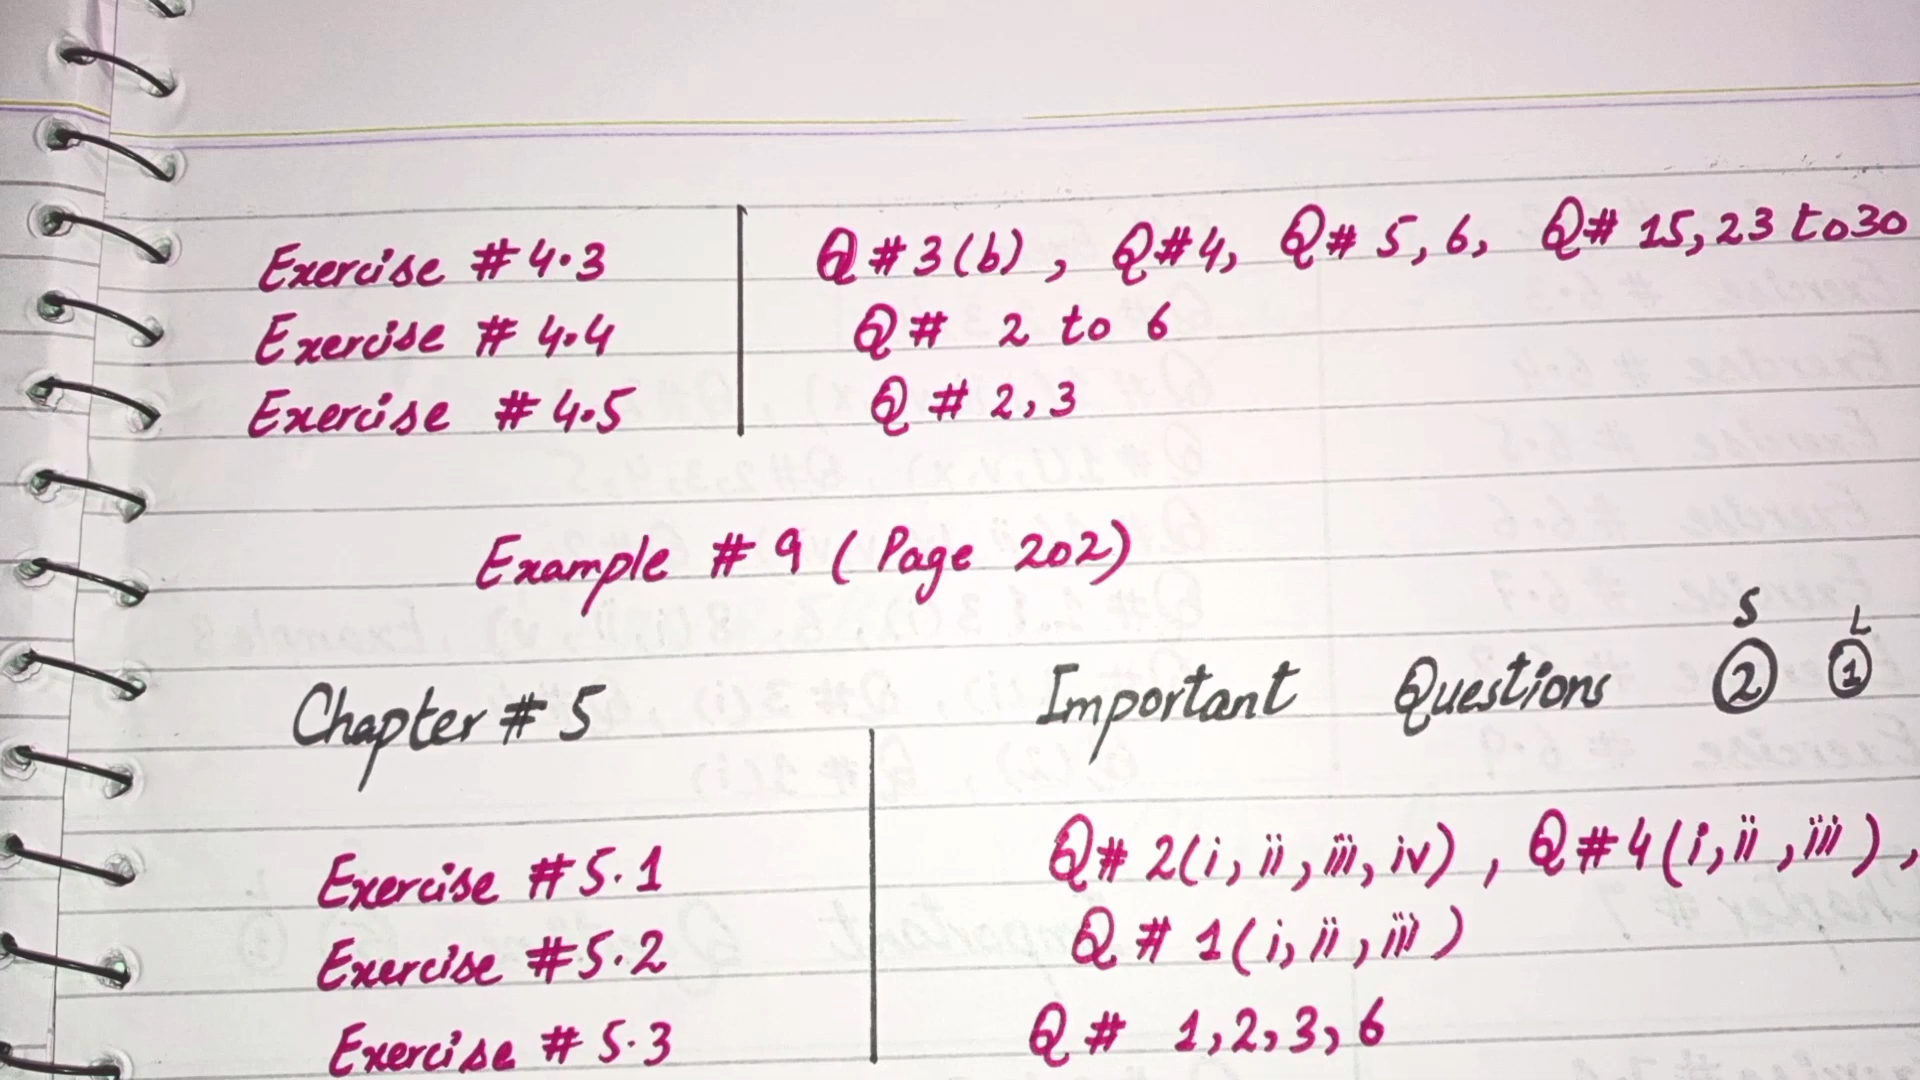 Exercise #4.3 Q#3(b), Q#4, Q# 5, 6, Q# 15, 23 to 30
Exercise # 4.4 Q# 2 to 6
Exercise #4.5 Q # 2, 3
Example # 9 (Page 202)
S L
Chapter # 5 Important Questions 2 1
Exercise #5.1 Q# 2(i, ii, iii, iv), Q#4(i, ii, iii),
Exercise #5.2 Q # 1(i, ii, iii)
Exercise # 5.3 Q # 1, 2, 3, 6